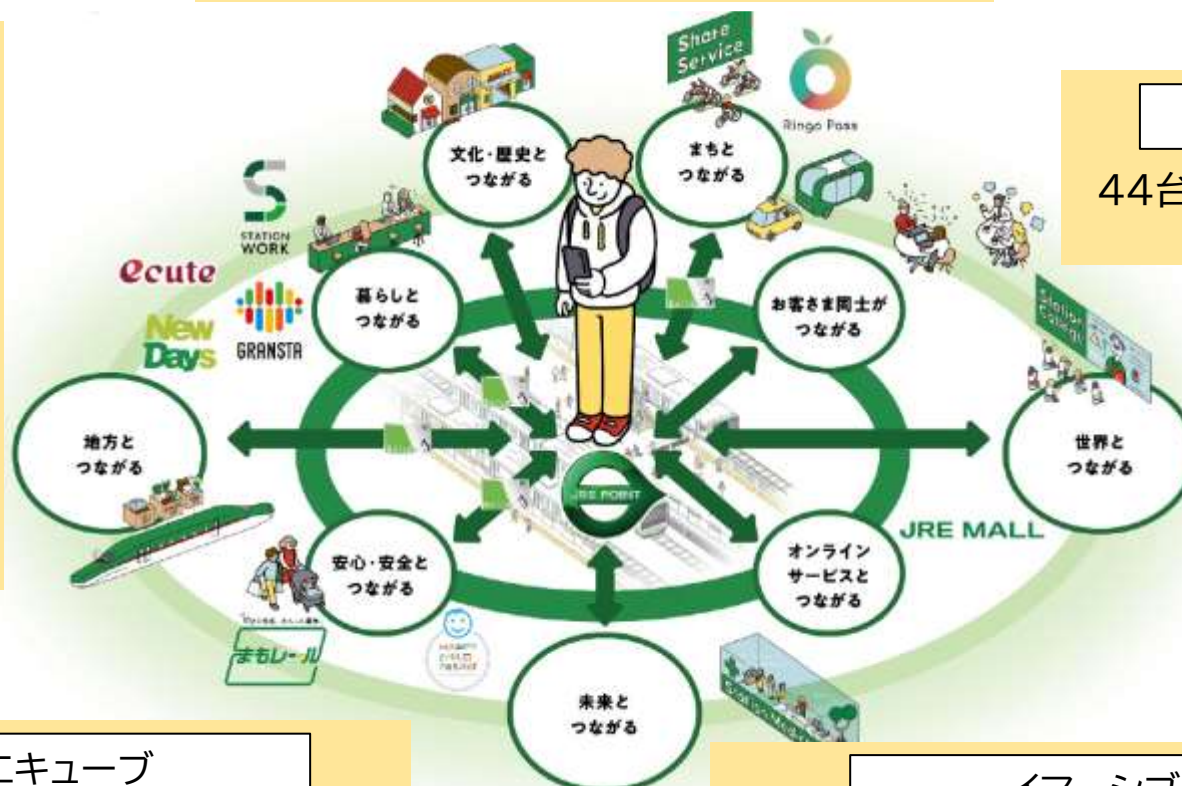 Share
Service
Ringo Pass
文化・歴史と
つながる
まちと
つながる
44台
STATION
WORK
ecute
暮らしと
つながる
お客さま同士が
つながる
New
Days
GRANSTA
Station
College
地方と
つながる
世界と
つながる
JRE POINT
JRE MALL
安心・安全と
つながる
オンライン
サービスと
つながる
まもレール
未来と
つながる
エキューブ